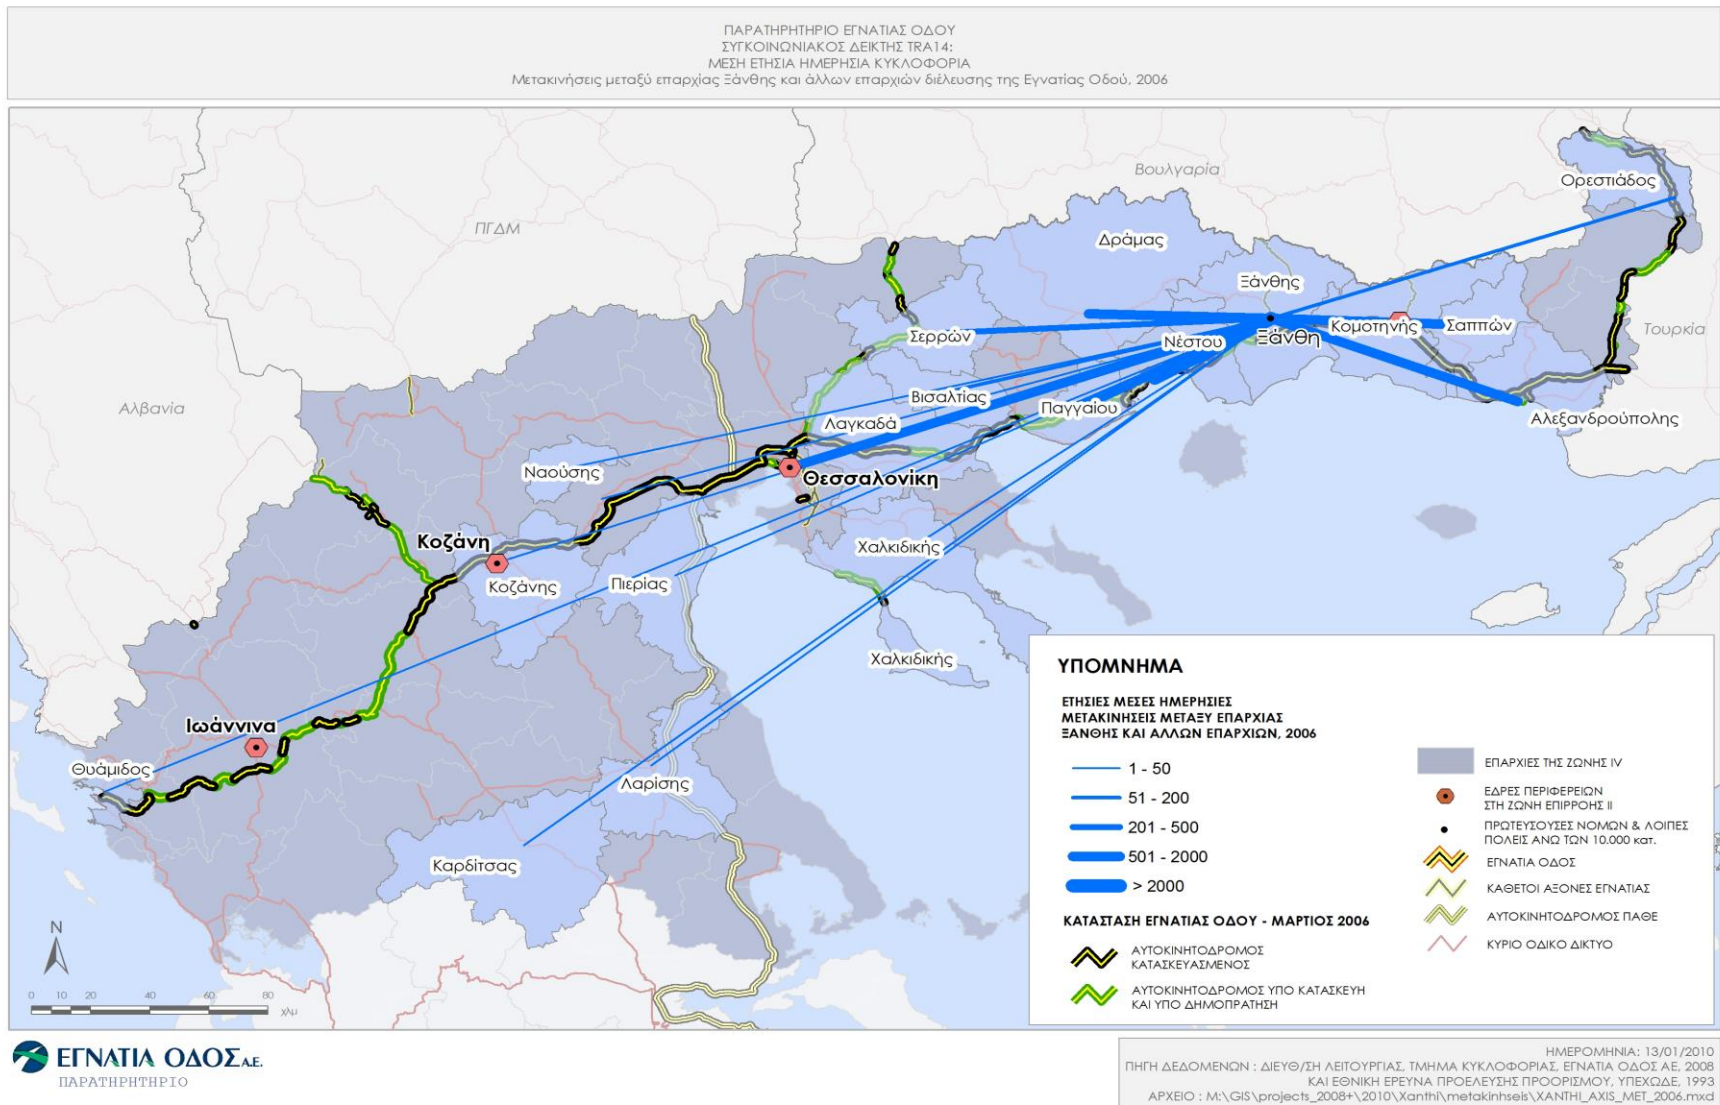 ΠΑΡΑΤΗΡΗΤΗΡΙΟ ΕΓΝΑΤΙΑΣ ΟΔΟΥ
ΣΥΓΚΟΙΝΩΝΙΑΚΟΣ ΔΕΙΚΤΗΣ TRA14:
ΜΕΣΗ ΕΤΗΣΙΑ ΗΜΕΡΗΣΙΑ ΚΥΚΛΟΦΟΡΙΑ
Μετακινήσεις μεταξύ επαρχίας Ξάνθης και άλλων επαρχιών διέλευσης της Εγνατίας Οδού, 2006
Βουλγαρία
Ορεστιάδος
ΠΓΔΜ
Δράμας
Ξάνθης
Τουρκία
Σερρών
Νέστου
Ξάνθη
Κομοτηνής
Σαππών
Αλβανία
Βισαλτίας
Παγγαίου
Λαγκαδά
Αλεξανδρούπολης
Ναούσης
Θεσσαλονίκη
Κοζάνη
Χαλκιδικής
Κοζάνης
Πιερίας
Χαλκιδικής
Ιωάννινα
Θυάμιδος
Λαρίσης
Καρδίτσας
ΥΠΟΜΝΗΜΑ
ΕΤΗΣΙΕΣ ΜΕΣΕΣ ΗΜΕΡΗΣΙΕΣ
ΜΕΤΑΚΙΝΗΣΕΙΣ ΜΕΤΑΞΥ ΕΠΑΡΧΙΑΣ
ΞΑΝΘΗΣ ΚΑΙ ΑΛΛΩΝ ΕΠΑΡΧΙΩΝ, 2006
1 - 50
51 - 200
201 - 500
501 - 2000
> 2000
ΚΑΤΑΣΤΑΣΗ ΕΓΝΑΤΙΑΣ ΟΔΟΥ - ΜΑΡΤΙΟΣ 2006
ΑΥΤΟΚΙΝΗΤΟΔΡΟΜΟΣ
ΚΑΤΑΣΚΕΥΑΣΜΕΝΟΣ
ΑΥΤΟΚΙΝΗΤΟΔΡΟΜΟΣ ΥΠΟ ΚΑΤΑΣΚΕΥΗ
ΚΑΙ ΥΠΟ ΔΗΜΟΠΡΑΤΗΣΗ
ΕΠΑΡΧΙΕΣ ΤΗΣ ΖΩΝΗΣ IV
ΕΔΡΕΣ ΠΕΡΙΦΕΡΕΙΩΝ
ΣΤΗ ΖΩΝΗ ΕΠΙΡΡΟΗΣ ΙΙ
ΠΡΩΤΕΥΣΟΥΣΕΣ ΝΟΜΩΝ & ΛΟΙΠΕΣ
ΠΟΛΕΙΣ ΑΝΩ ΤΩΝ 10.000 κατ.
ΕΓΝΑΤΙΑ ΟΔΟΣ
ΚΑΘΕΤΟΙ ΑΞΟΝΕΣ ΕΓΝΑΤΙΑΣ
ΑΥΤΟΚΙΝΗΤΟΔΡΟΜΟΣ ΠΑΘΕ
ΚΥΡΙΟ ΟΔΙΚΟ ΔΙΚΤΥΟ
N
0 10 20 40 60 80
χλμ
ΕΓΝΑΤΙΑ ΟΔΟΣ Α.Ε.
ΠΑΡΑΤΗΡΗΤΗΡΙΟ
ΗΜΕΡΟΜΗΝΙΑ: 13/01/2010
ΠΗΓΗ ΔΕΔΟΜΕΝΩΝ : ΔΙΕΥΘ/ΣΗ ΛΕΙΤΟΥΡΓΙΑΣ, ΤΜΗΜΑ ΚΥΚΛΟΦΟΡΙΑΣ, ΕΓΝΑΤΙΑ ΟΔΟΣ ΑΕ, 2008
ΚΑΙ ΕΘΝΙΚΗ ΕΡΕΥΝΑ ΠΡΟΕΛΕΥΣΗΣ ΠΡΟΟΡΙΣΜΟΥ, ΥΠΕΧΩΔΕ, 1993
ΑΡΧΕΙΟ : M:\GIS\projects_2008+\2010\Xanthi\metakinhseis\XANTHI_AXIS_MET_2006.mxd